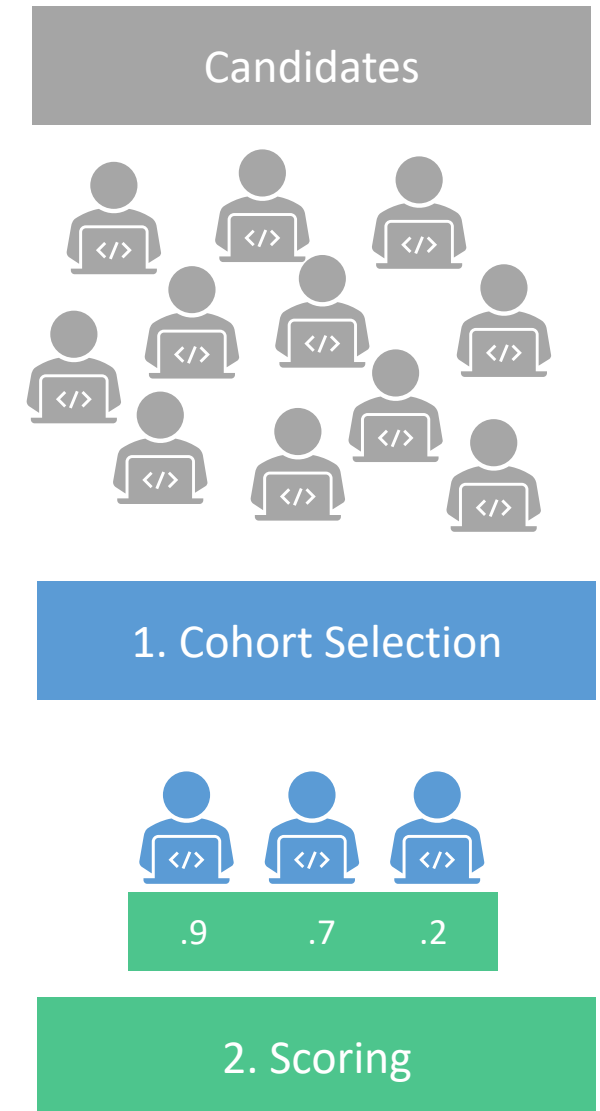 Candidates
</> </> </>
</> </> </>
</> </>
</> </> </>
1. Cohort Selection
</> </> </>
.9 .7 .2
2. Scoring